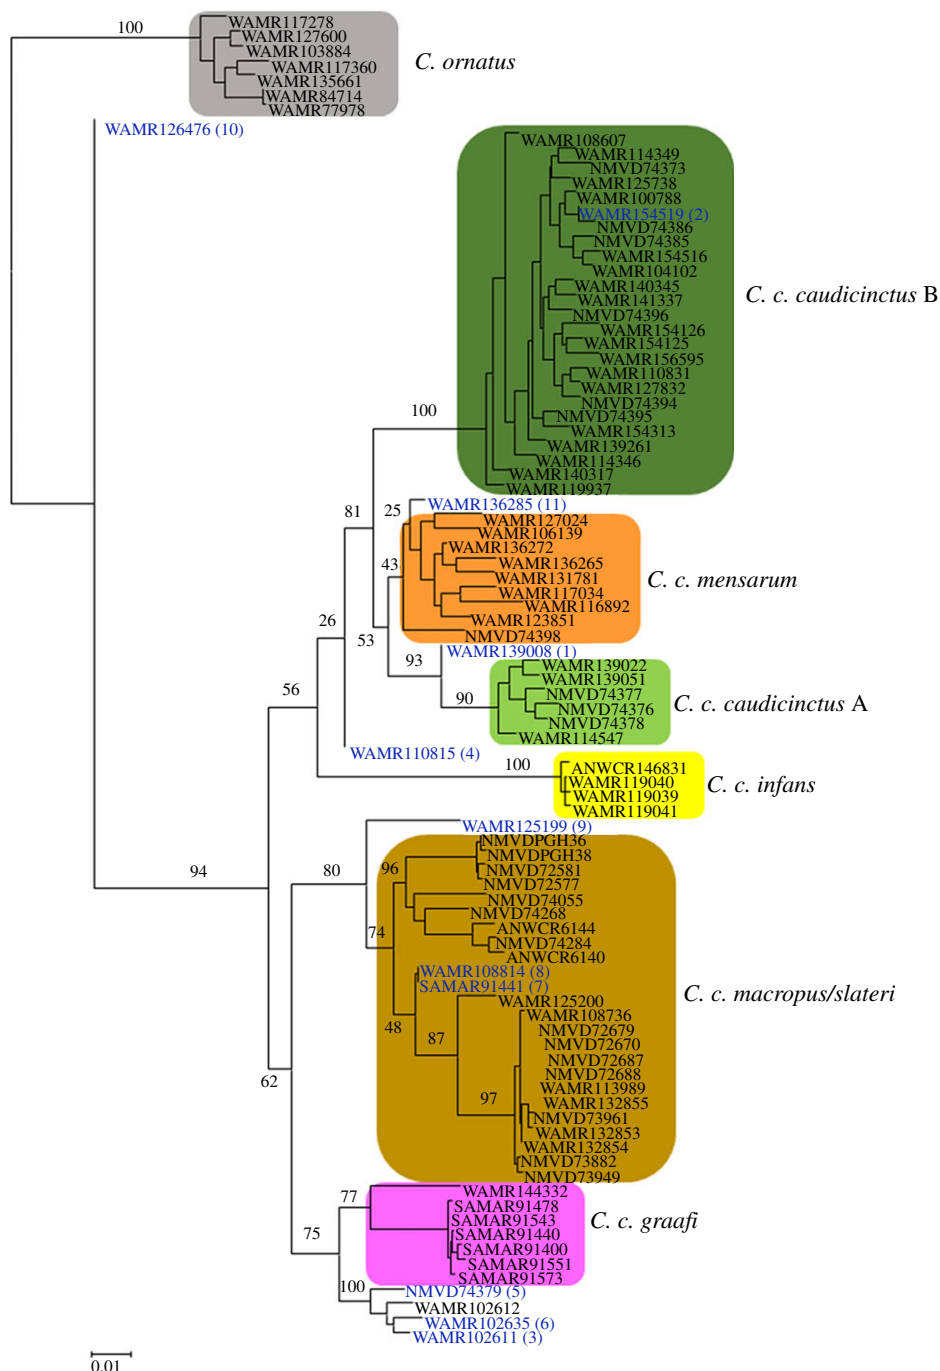 100
WAMR117278
WAMR127600
WAMR103884
WAMR117360
WAMR135661
WAMR84714
WAMR77978
C. ornatus
WAMR126476 (10)
WAMR108607
WAMR114349
NMVD74373
WAMR125738
WAMR100788
WAMR154519 (2)
NMVD74386
NMVD74385
WAMR154516
WAMR104102
WAMR140345
WAMR141337
NMVD74396
WAMR154126
WAMR154125
WAMR156595
WAMR110831
WAMR127832
NMVD74394
NMVD74395
WAMR154313
WAMR139261
WAMR114346
WAMR140317
WAMR119937
C. c. caudicinctus B
100
81
25
WAMR136285 (11)
WAMR127024
WAMR106139
WAMR136272
WAMR136265
WAMR131781
WAMR117034
WAMR116892
WAMR123851
NMVD74398
C. c. mensarum
43
26
53
WAMR139008 (1)
93
WAMR139022
WAMR139051
NMVD74377
NMVD74376
NMVD74378
WAMR114547
C. c. caudicinctus A
56
90
WAMR110815 (4)
100
ANWCR146831
WAMR119040
WAMR119039
WAMR119041
C. c. infans
WAMR125199 (9)
94
80
96
NMVDPGH36
NMVDPGH38
NMVD72581
NMVD72577
NMVD74055
NMVD74268
ANWCR6144
NMVD74284
ANWCR6140
74
WAMR108814 (8)
SAMAR91441 (7)
WAMR125200
WAMR108736
NMVD72679
NMVD72670
NMVD72687
NMVD72688
WAMR113989
WAMR132855
NMVD73961
WAMR132853
WAMR132854
NMVD73882
NMVD73949
C. c. macropus/slateri
48
87
97
62
77
WAMR144332
SAMAR91478
SAMAR91543
SAMAR91440
SAMAR91400
SAMAR91551
SAMAR91573
C. c. graafi
75
100
NMVD74379 (5)
WAMR102612
WAMR102635 (6)
WAMR102611 (3)
0.01